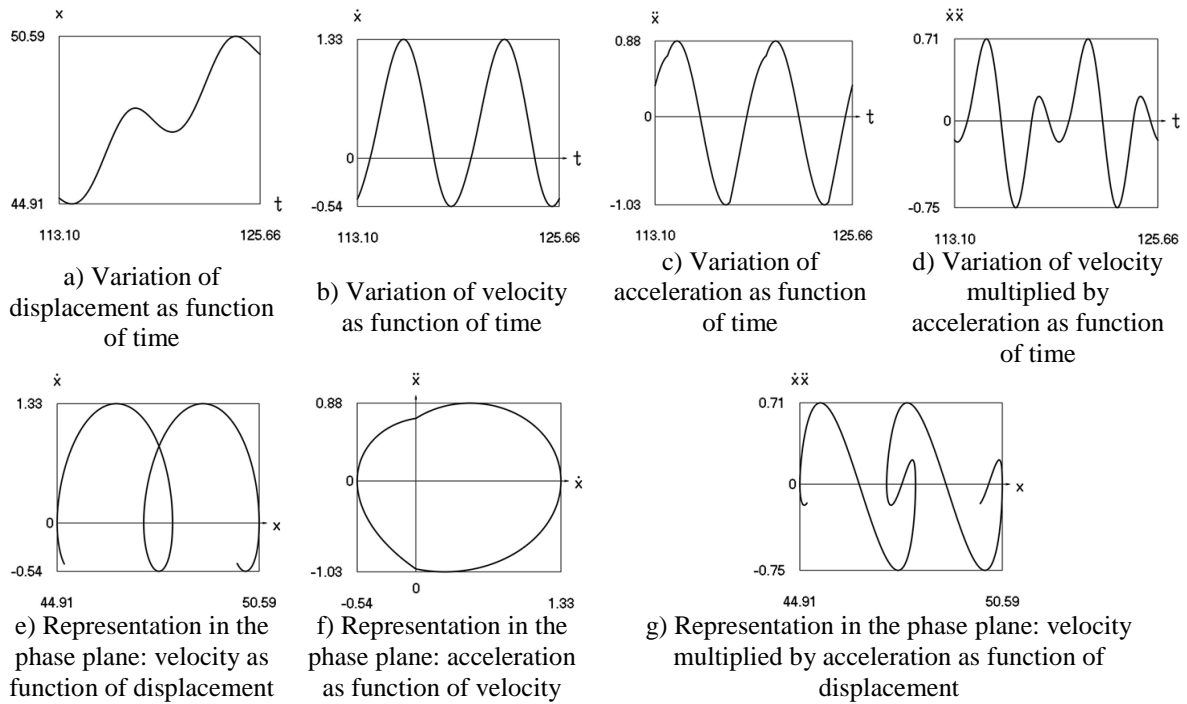 x
50.59
44.91
t
113.10
125.66
a) Variation of
displacement as function
of time
ẋ
1.33
0
t
-0.54
113.10
125.66
b) Variation of velocity
as function of time
ẍ
0.88
0
t
-1.03
113.10
125.66
c) Variation of
acceleration as function
of time
ẋẍ
0.71
0
t
-0.75
113.10
125.66
d) Variation of velocity
multiplied by
acceleration as function
of time
ẋ
1.33
0
x
-0.54
44.91
50.59
e) Representation in the
phase plane: velocity as
function of displacement
ẍ
0.88
0
ẋ
-1.03
0
-0.54
1.33
f) Representation in the
phase plane: acceleration
as function of velocity
ẋẍ
0.71
0
x
-0.75
44.91
50.59
g) Representation in the phase plane: velocity
multiplied by acceleration as function of
displacement